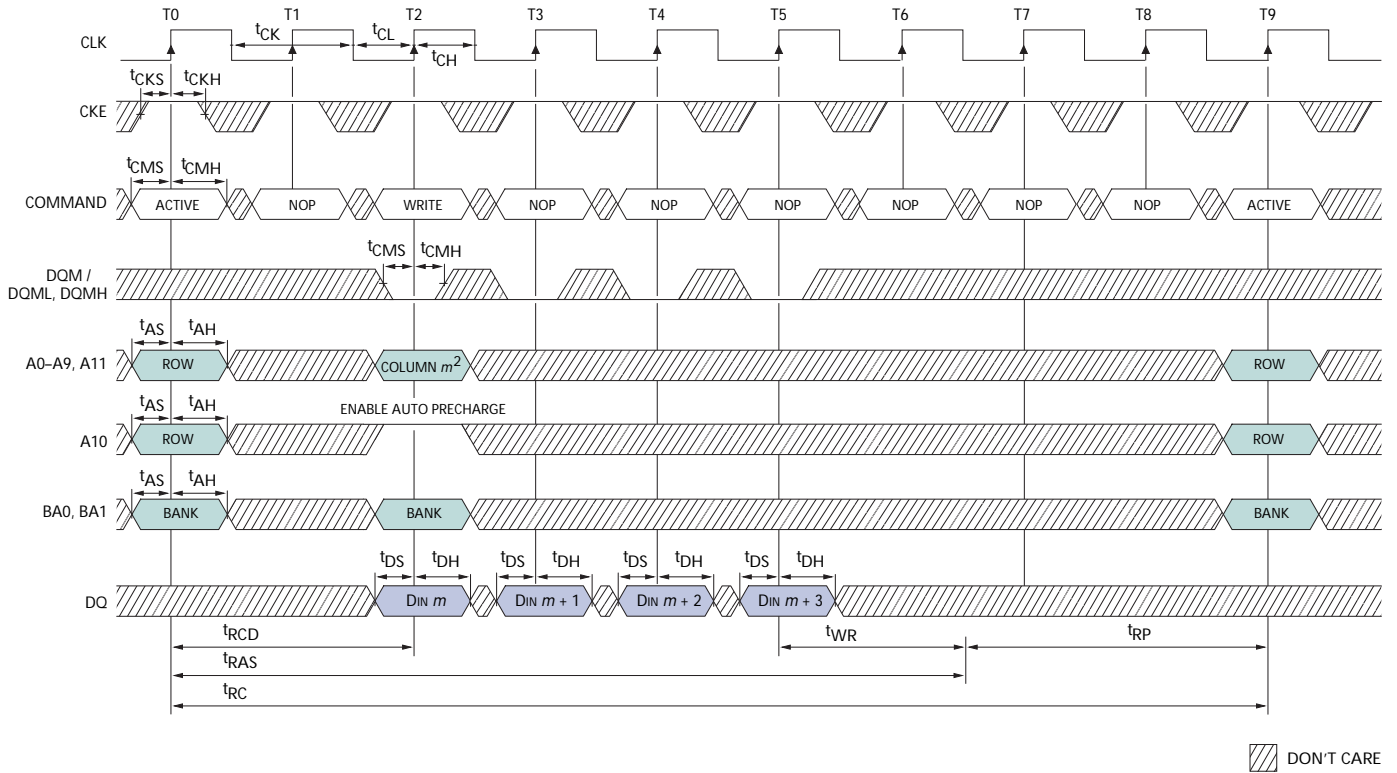 T0 T1 T2 T3 T4 T5 T6 T7 T8 T9
CLK tCK tCL tCH
tCKS tCKH
CKE
tCMS tCMH
COMMAND ACTIVE NOP WRITE NOP NOP NOP NOP NOP NOP ACTIVE
tCMS tCMH
DQM /
DQML, DQMH
tAS tAH
A0–A9, A11 ROW COLUMN m2 ROW
tAS tAH ENABLE AUTO PRECHARGE
A10 ROW ROW
tAS tAH
BA0, BA1 BANK BANK BANK
tDS tDH tDS tDH tDS tDH tDS tDH
DQ DIN m DIN m + 1 DIN m + 2 DIN m + 3
tRCD tWR tRP
tRAS
tRC
DON'T CARE